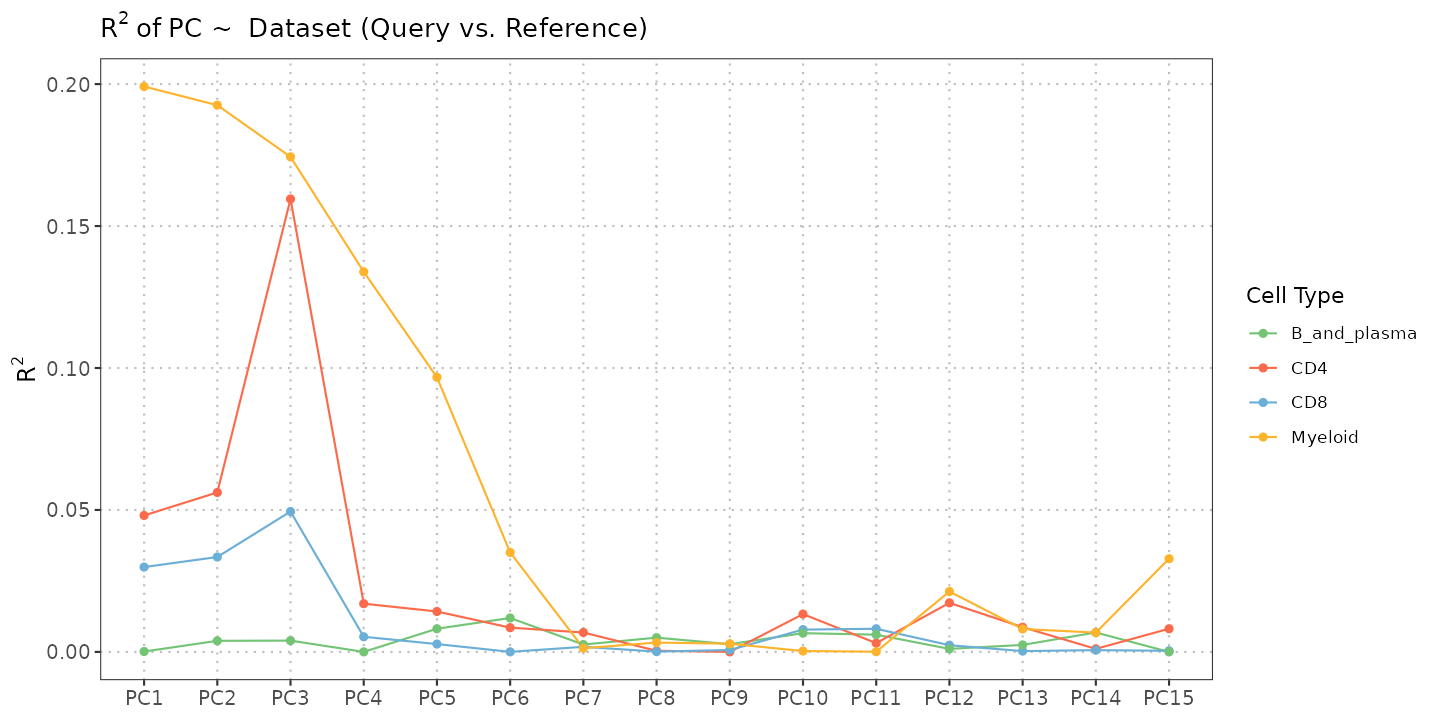 R² of PC ~ Dataset (Query vs. Reference)
R²
0.20
0.15
0.10
0.05
0.00
PC1 PC2 PC3 PC4 PC5 PC6 PC7 PC8 PC9 PC10 PC11 PC12 PC13 PC14 PC15
Cell Type
B_and_plasma
CD4
CD8
Myeloid